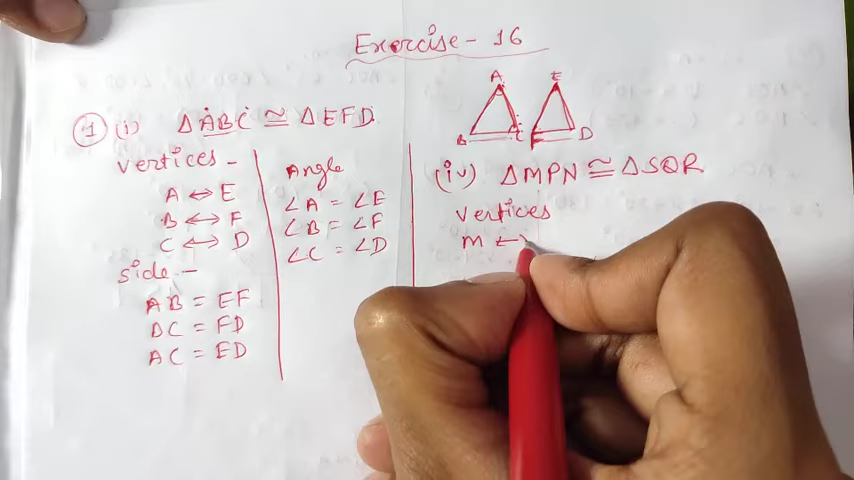 Exercise - 16
① (i) ΔABC ≅ ΔEFD
vertices -
A ↔ E
B ↔ F
C ↔ D
side -
AB = EF
BC = FD
AC = ED
Angle
∠A = ∠E
∠B = ∠F
∠C = ∠D
A
B C
E
F D
(iv) ΔMPN ≅ ΔSQR
vertices
M ↔